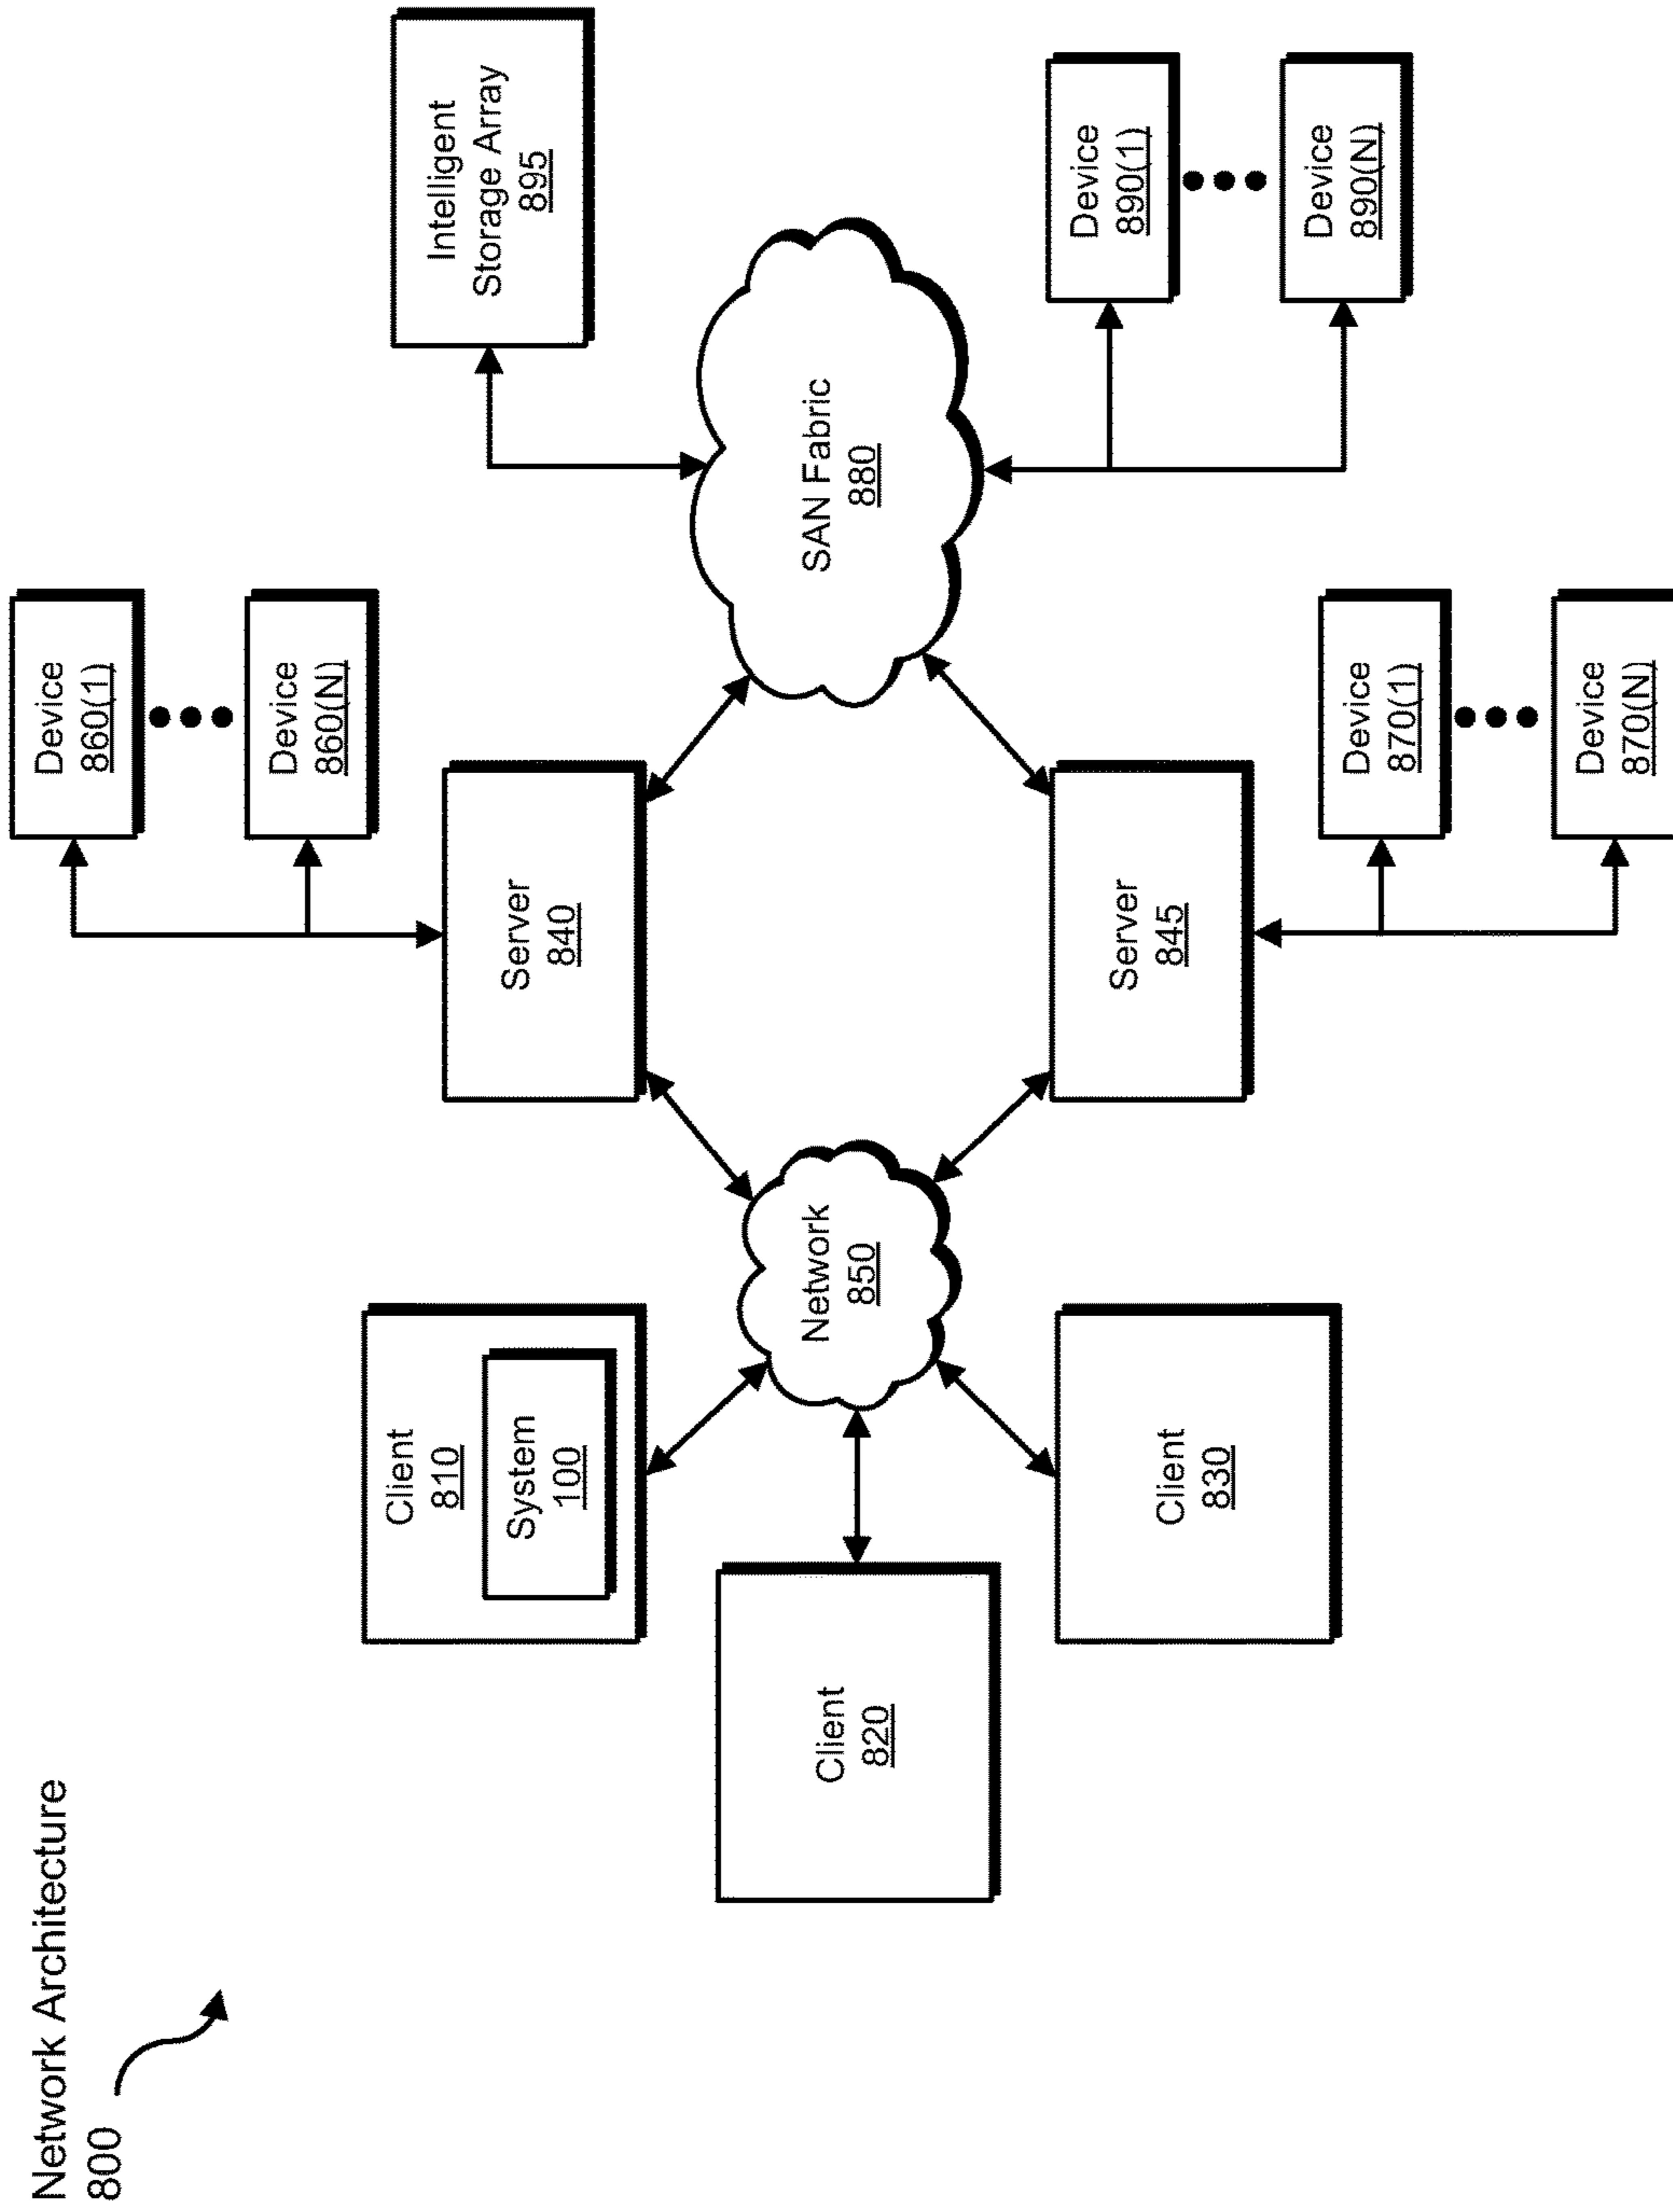 Network Architecture
800
Device
860(1)
Device
860(N)
Client
810
System
100
Server
840
Intelligent
Storage Array
895
Client
820
Network
850
SAN Fabric
880
Client
830
Server
845
Device
890(1)
Device
890(N)
Device
870(1)
Device
870(N)